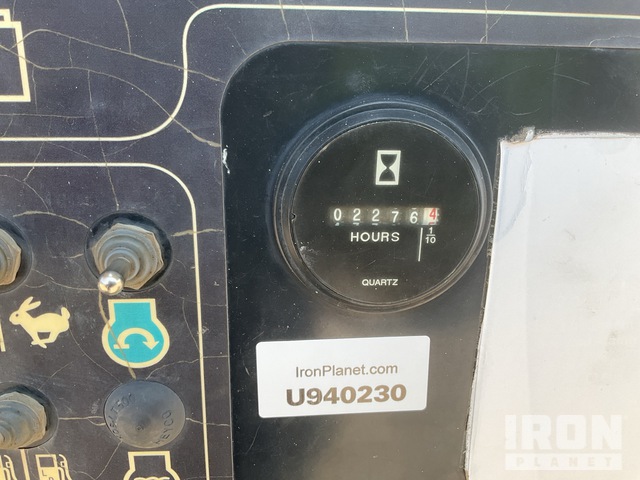 022764
HOURS
1/10
QUARTZ
IronPlanet.com
U940230
IRON
PLANET